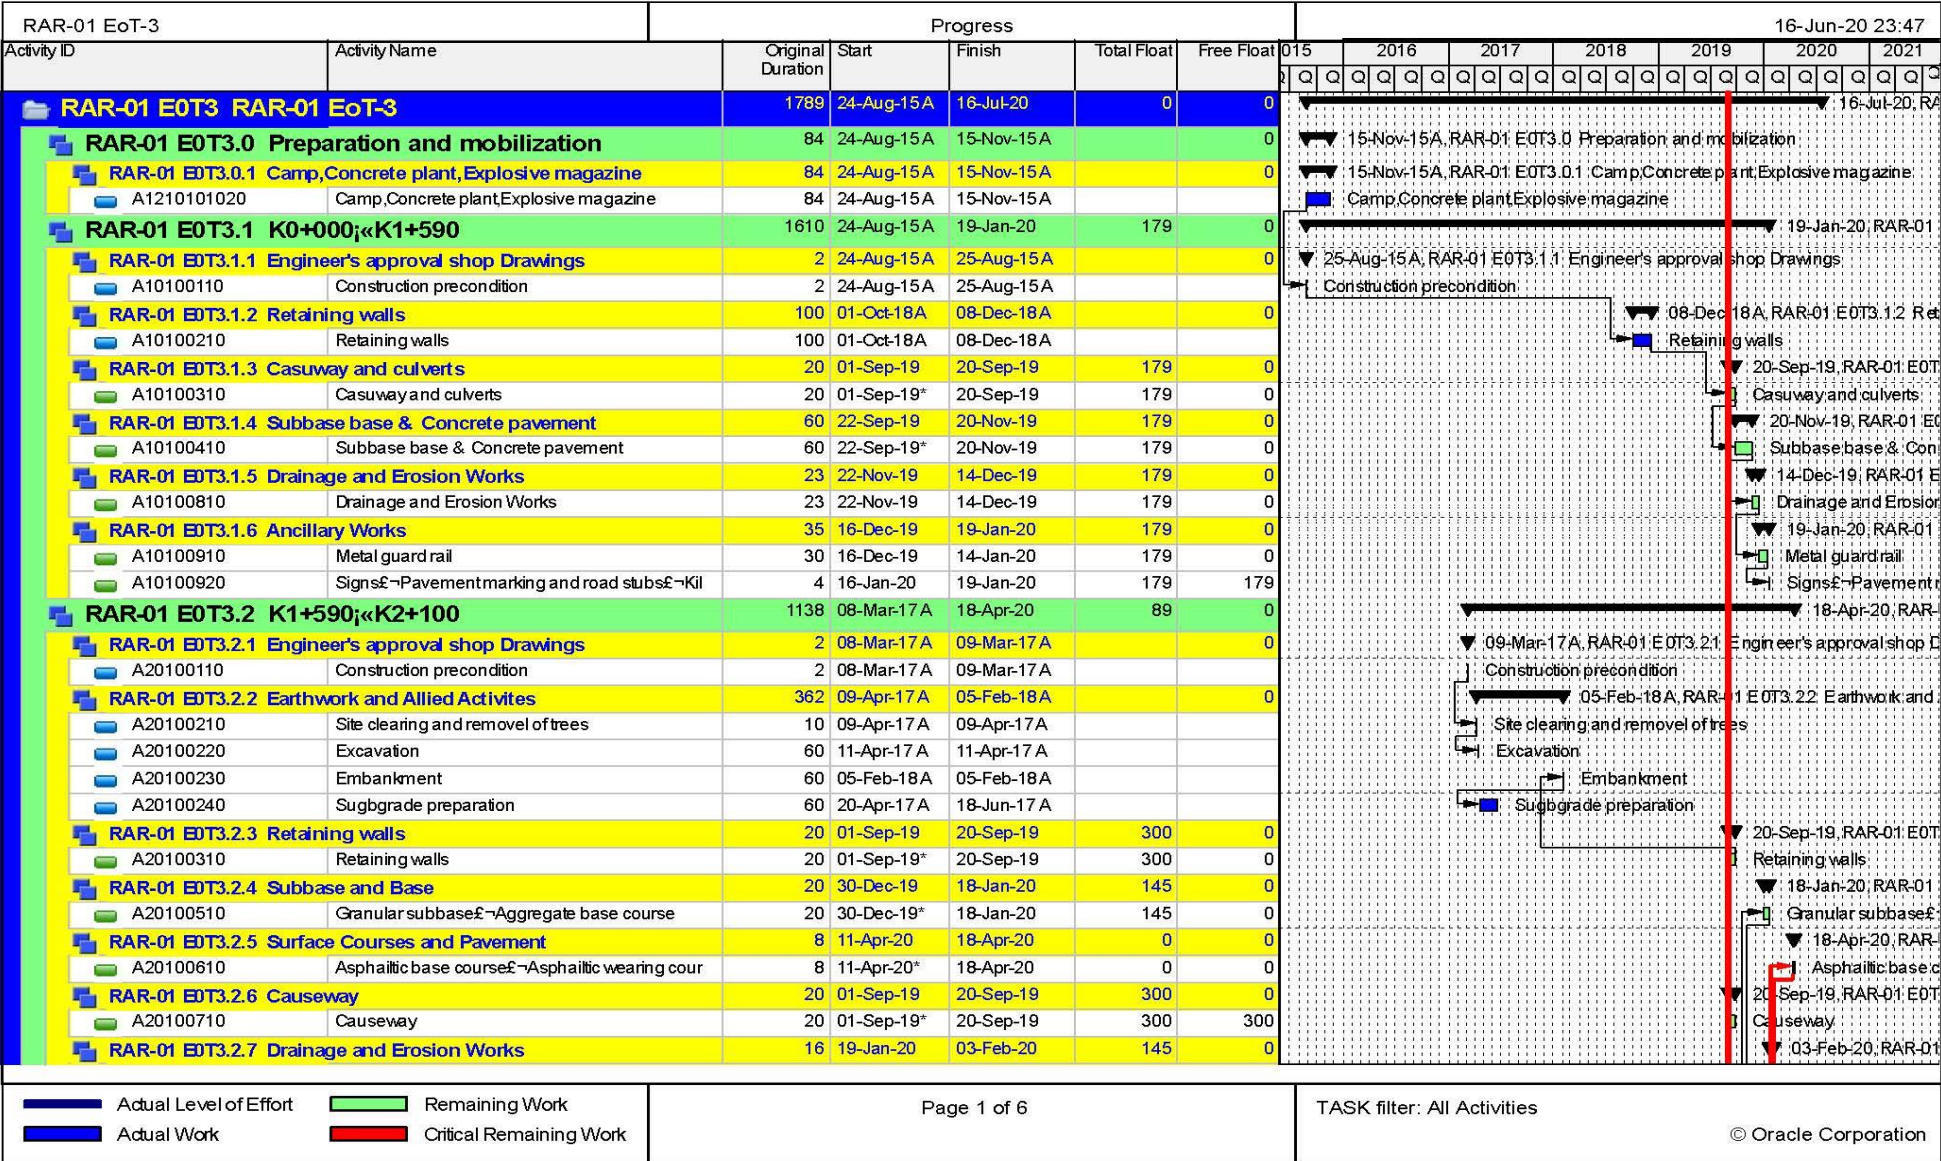 RAR-01 EoT-3 Progress 16-Jun-20 23:47
Activity ID Activity Name Original Duration Start Finish Total Float Free Float 015 2016 2017 2018 2019 2020 2021
Q Q Q Q Q Q Q Q Q Q Q Q Q Q Q Q Q Q Q Q Q Q Q Q Q
RAR-01 E0T3 RAR-01 EoT-3 1789 24-Aug-15A 16-Jul-20 0 0 16-Jul-20, RA
RAR-01 E0T3.0 Preparation and mobilization 84 24-Aug-15A 15-Nov-15A 0 15-Nov-15A, RAR-01 E0T3.0 Preparation and mobilization
RAR-01 E0T3.0.1 Camp,Concrete plant,Explosive magazine 84 24-Aug-15A 15-Nov-15A 0 15-Nov-15A, RAR-01 E0T3.0.1 Camp,Concrete plant,Explosive magazine
A1210101020 Camp,Concrete plant,Explosive magazine 84 24-Aug-15A 15-Nov-15A Camp,Concrete plant,Explosive magazine
RAR-01 E0T3.1 K0+000¡«K1+590 1610 24-Aug-15A 19-Jan-20 179 0 19-Jan-20, RAR-01
RAR-01 E0T3.1.1 Engineer's approval shop Drawings 2 24-Aug-15A 25-Aug-15A 0 25-Aug-15A, RAR-01 E0T3.1.1 Engineer's approval shop Drawings
A10100110 Construction precondition 2 24-Aug-15A 25-Aug-15A Construction precondition
RAR-01 E0T3.1.2 Retaining walls 100 01-Oct-18A 08-Dec-18A 0 08-Dec-18A, RAR-01 E0T3.1.2 Ret
A10100210 Retaining walls 100 01-Oct-18A 08-Dec-18A Retaining walls
RAR-01 E0T3.1.3 Casuway and culverts 20 01-Sep-19 20-Sep-19 179 0 20-Sep-19, RAR-01 E0T
A10100310 Casuway and culverts 20 01-Sep-19* 20-Sep-19 179 0 Casuway and culverts
RAR-01 E0T3.1.4 Subbase base & Concrete pavement 60 22-Sep-19 20-Nov-19 179 0 20-Nov-19, RAR-01 E0
A10100410 Subbase base & Concrete pavement 60 22-Sep-19* 20-Nov-19 179 0 Subbase base & Con
RAR-01 E0T3.1.5 Drainage and Erosion Works 23 22-Nov-19 14-Dec-19 179 0 14-Dec-19, RAR-01 E
A10100810 Drainage and Erosion Works 23 22-Nov-19 14-Dec-19 179 0 Drainage and Erosion
RAR-01 E0T3.1.6 Ancillary Works 35 16-Dec-19 19-Jan-20 179 0 19-Jan-20, RAR-01
A10100910 Metal guard rail 30 16-Dec-19 14-Jan-20 179 0 Metal guard rail
A10100920 Signs£¬Pavement marking and road stubs£¬Kil 4 16-Jan-20 19-Jan-20 179 179 Signs£¬Pavement r
RAR-01 E0T3.2 K1+590¡«K2+100 1138 08-Mar-17A 18-Apr-20 89 0 18-Apr-20, RAR-
RAR-01 E0T3.2.1 Engineer's approval shop Drawings 2 08-Mar-17A 09-Mar-17A 0 09-Mar-17A, RAR-01 E0T3.2.1 Engineer's approval shop D
A20100110 Construction precondition 2 08-Mar-17A 09-Mar-17A Construction precondition
RAR-01 E0T3.2.2 Earthwork and Allied Activites 362 09-Apr-17A 05-Feb-18A 0 05-Feb-18A, RAR-01 E0T3.2.2 Earthwork and
A20100210 Site clearing and removel of trees 10 09-Apr-17A 09-Apr-17A Site clearing and removel of trees
A20100220 Excavation 60 11-Apr-17A 11-Apr-17A Excavation
A20100230 Embankment 60 05-Feb-18A 05-Feb-18A Embankment
A20100240 Sugbgrade preparation 60 20-Apr-17A 18-Jun-17A Sugbgrade preparation
RAR-01 E0T3.2.3 Retaining walls 20 01-Sep-19 20-Sep-19 300 0 20-Sep-19, RAR-01 E0T
A20100310 Retaining walls 20 01-Sep-19* 20-Sep-19 300 0 Retaining walls
RAR-01 E0T3.2.4 Subbase and Base 20 30-Dec-19 18-Jan-20 145 0 18-Jan-20, RAR-01
A20100510 Granular subbase£¬Aggregate base course 20 30-Dec-19* 18-Jan-20 145 0 Granular subbase£¬
RAR-01 E0T3.2.5 Surface Courses and Pavement 8 11-Apr-20 18-Apr-20 0 0 18-Apr-20, RAR-
A20100610 Asphailtic base course£¬Asphailtic wearing cour 8 11-Apr-20* 18-Apr-20 0 0 Asphailtic base c
RAR-01 E0T3.2.6 Causeway 20 01-Sep-19 20-Sep-19 300 0 20-Sep-19, RAR-01 E0T
A20100710 Causeway 20 01-Sep-19* 20-Sep-19 300 300 Causeway
RAR-01 E0T3.2.7 Drainage and Erosion Works 16 19-Jan-20 03-Feb-20 145 0 03-Feb-20, RAR-01
Actual Level of Effort Remaining Work Page 1 of 6 TASK filter: All Activities
Actual Work Critical Remaining Work © Oracle Corporation